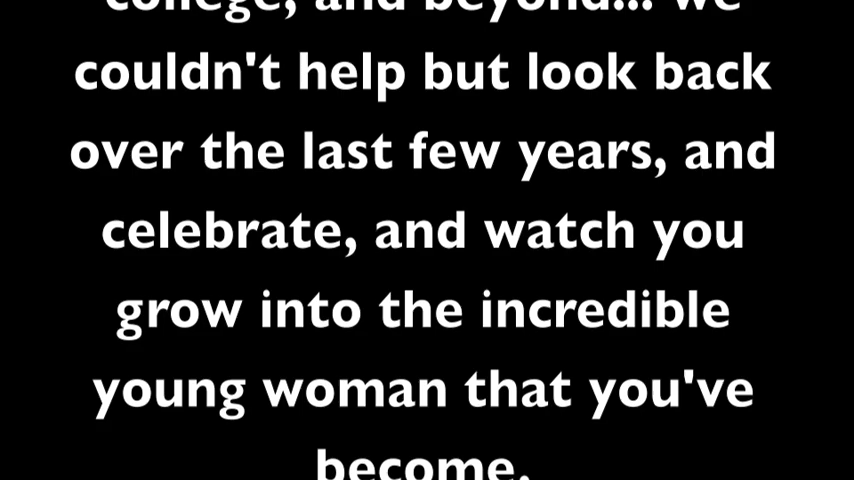 college, and beyond... we
couldn't help but look back
over the last few years, and
celebrate, and watch you
grow into the incredible
young woman that you've
become.